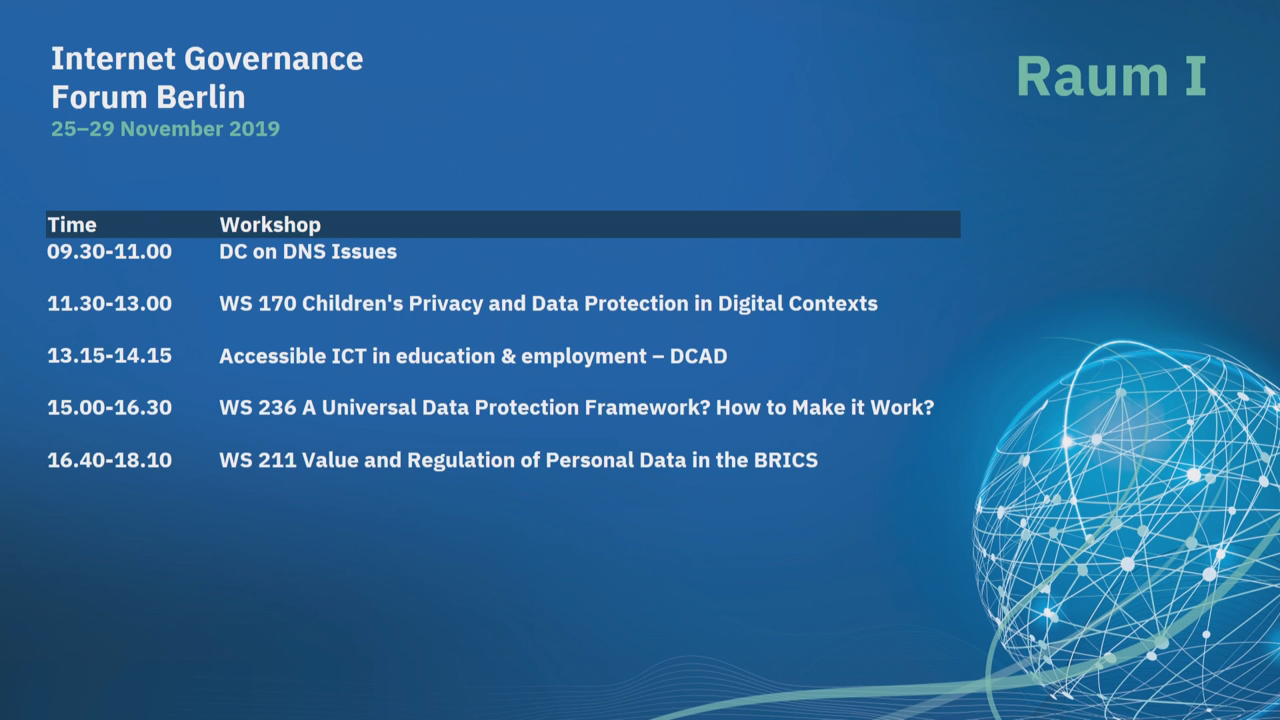 Internet Governance
Forum Berlin
25–29 November 2019
Raum I
Time Workshop
09.30-11.00 DC on DNS Issues
11.30-13.00 WS 170 Children's Privacy and Data Protection in Digital Contexts
13.15-14.15 Accessible ICT in education & employment – DCAD
15.00-16.30 WS 236 A Universal Data Protection Framework? How to Make it Work?
16.40-18.10 WS 211 Value and Regulation of Personal Data in the BRICS